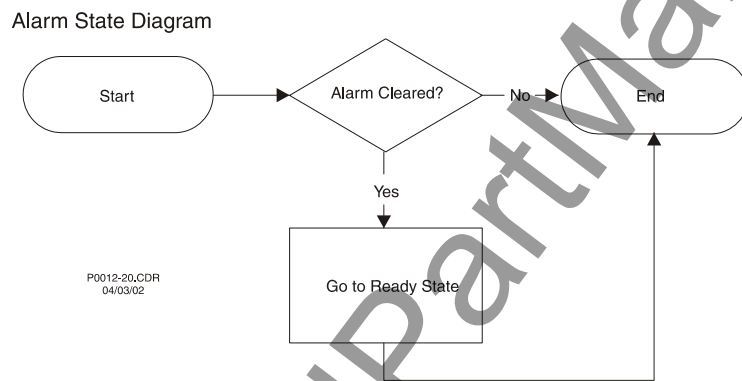 Alarm State Diagram
Start
Alarm Cleared?
No
End
Yes
Go to Ready State
P0012-20.CDR
04/03/02